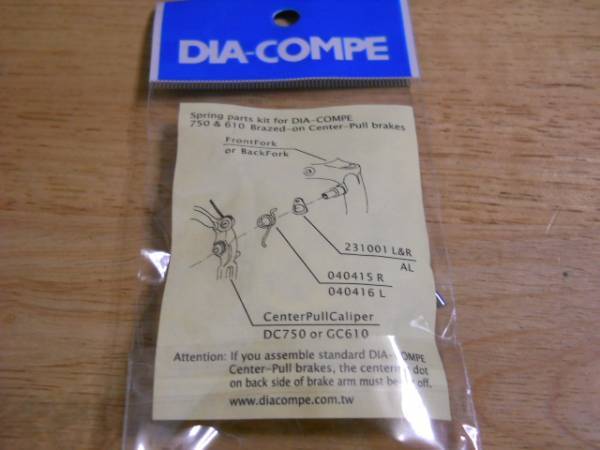 DIA-COMPE
Spring parts kit for DIA-COMPE
750 & 610 Brazed-on Center-Pull brakes
FrontFork
or BackFork
231001 L&R
AL
040415 R
040416 L
CenterPullCaliper
DC750 or GC610
Attention: If you assemble standard DIA-COMPE
Center-Pull brakes, the centering dot
on back side of brake arm must be off.
www.diacompe.com.tw